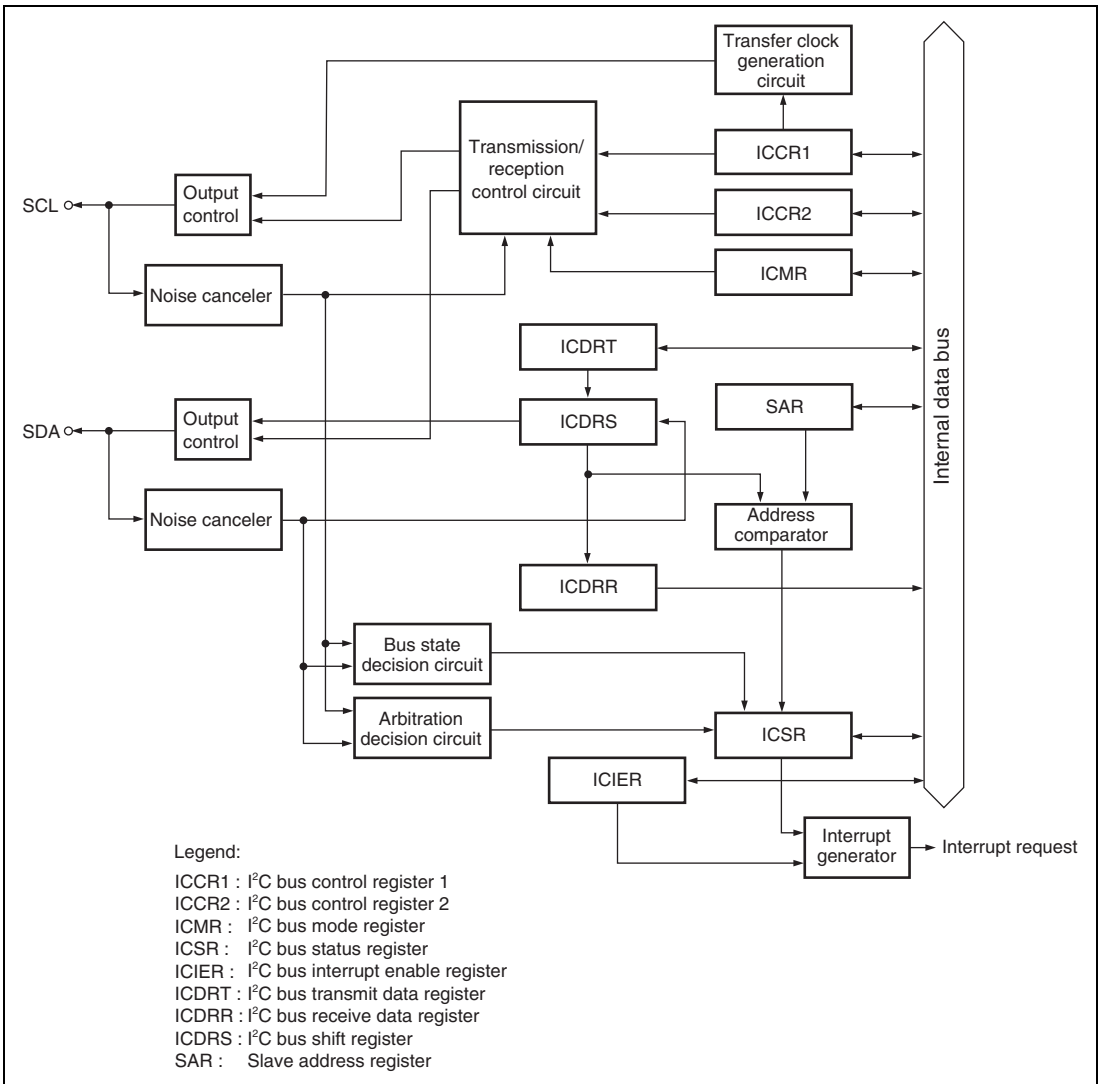 Transfer clock
generation
circuit
Transmission/
reception
control circuit
ICCR1
Output
control
SCL
ICCR2
ICMR
Noise canceler
ICDRT
SAR
Output
control
SDA
ICDRS
Internal data bus
Noise canceler
Address
comparator
ICDRR
Bus state
decision circuit
Arbitration
decision circuit
ICSR
ICIER
Interrupt
generator
Interrupt request
Legend:
ICCR1 : I²C bus control register 1
ICCR2 : I²C bus control register 2
ICMR : I²C bus mode register
ICSR : I²C bus status register
ICIER : I²C bus interrupt enable register
ICDRT : I²C bus transmit data register
ICDRR : I²C bus receive data register
ICDRS : I²C bus shift register
SAR : Slave address register